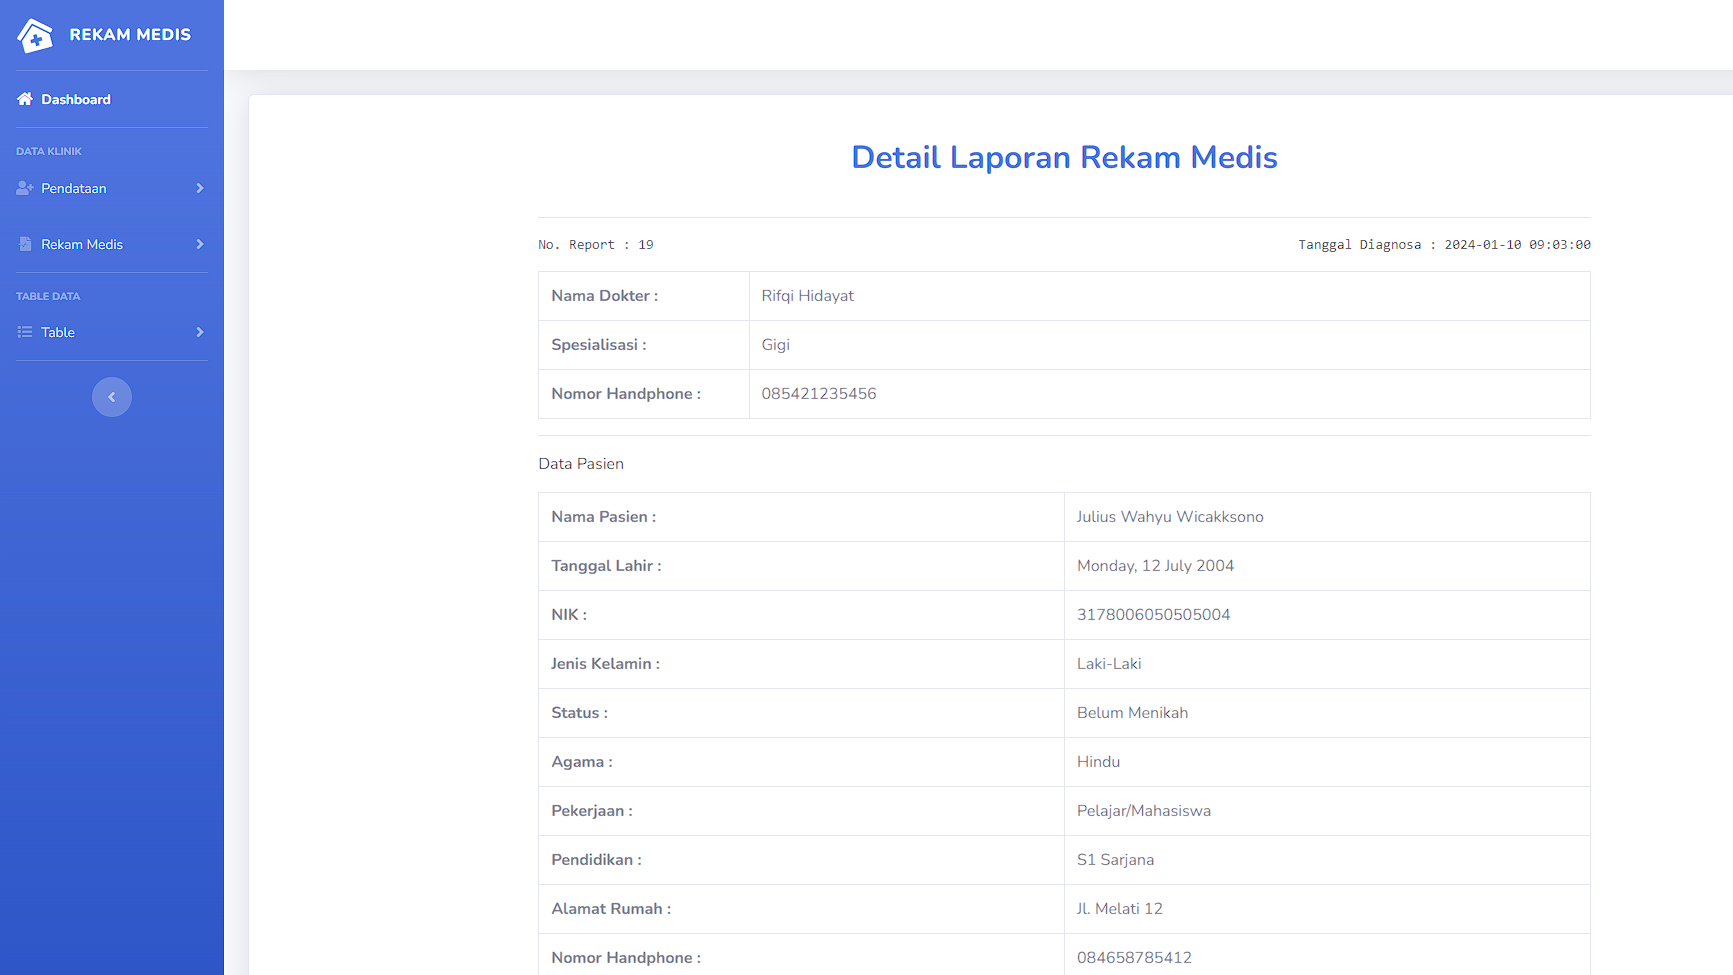 REKAM MEDIS
Dashboard
DATA KLINIK
Pendataan
Rekam Medis
TABLE DATA
Table
Detail Laporan Rekam Medis
No. Report : 19 Tanggal Diagnosa : 2024-01-10 09:03:00
Nama Dokter : Rifqi Hidayat
Spesialisasi : Gigi
Nomor Handphone : 085421235456
Data Pasien
Nama Pasien : Julius Wahyu Wicakksono
Tanggal Lahir : Monday, 12 July 2004
NIK : 3178006050505004
Jenis Kelamin : Laki-Laki
Status : Belum Menikah
Agama : Hindu
Pekerjaan : Pelajar/Mahasiswa
Pendidikan : S1 Sarjana
Alamat Rumah : Jl. Melati 12
Nomor Handphone : 084658785412